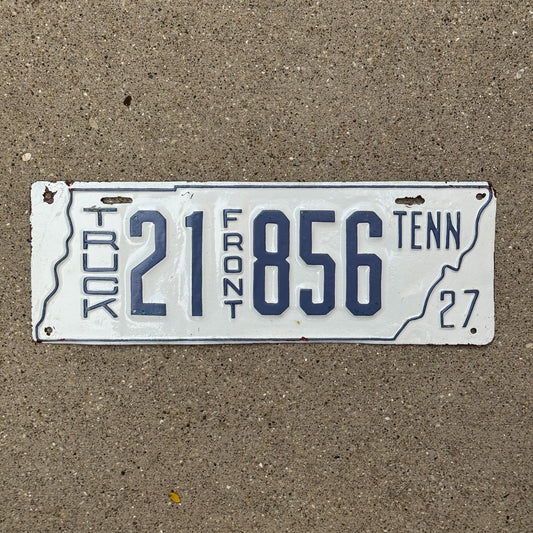 TRUCK
21
FRONT
856
TENN
27